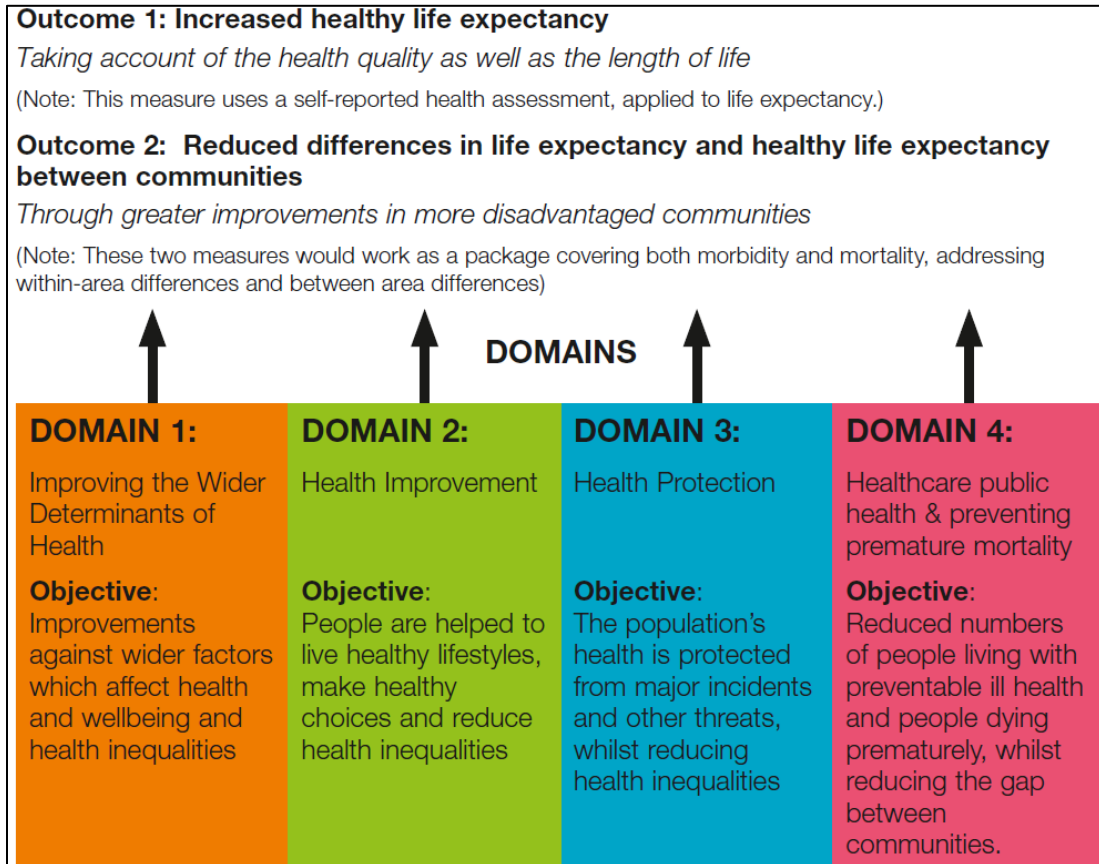 Outcome 1: Increased healthy life expectancy
Taking account of the health quality as well as the length of life
(Note: This measure uses a self-reported health assessment, applied to life expectancy.)
Outcome 2:  Reduced differences in life expectancy and healthy life expectancy
between communities
Through greater improvements in more disadvantaged communities
(Note: These two measures would work as a package covering both morbidity and mortality, addressing
within-area differences and between area differences)
DOMAINS
DOMAIN 1:
Improving the Wider
Determinants of
Health
Objective:
Improvements
against wider factors
which affect health
and wellbeing and
health inequalities
DOMAIN 2:
Health Improvement
Objective:
People are helped to
live healthy lifestyles,
make healthy
choices and reduce
health inequalities
DOMAIN 3:
Health Protection
Objective:
The population’s
health is protected
from major incidents
and other threats,
whilst reducing
health inequalities
DOMAIN 4:
Healthcare public
health & preventing
premature mortality
Objective:
Reduced numbers
of people living with
preventable ill health
and people dying
prematurely, whilst
reducing the gap
between
communities.